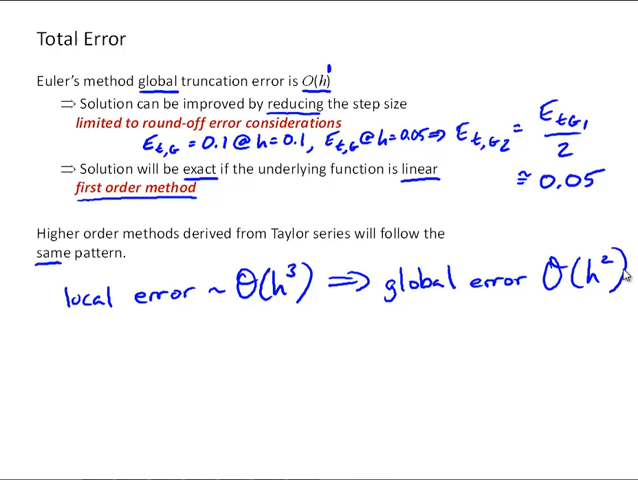 Total Error
Euler's method global truncation error is O(h¹)
⇒ Solution can be improved by reducing the step size
limited to round-off error considerations
E_t,G = 0.1 @ h=0.1, E_t,G @ h=0.05 ⇒ E_t,G2 = E_tG1 / 2
≅ 0.05
⇒ Solution will be exact if the underlying function is linear
first order method
Higher order methods derived from Taylor series will follow the
same pattern.
local error ~ O(h³) ⇒ global error O(h²)